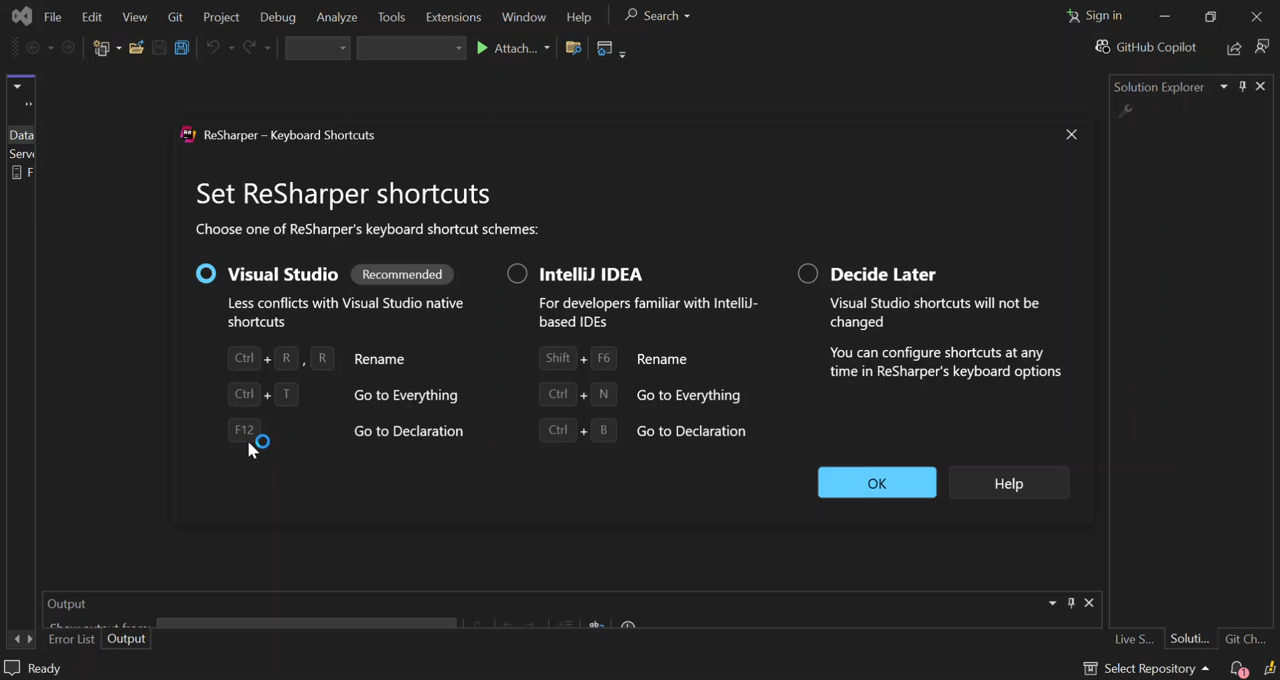 File Edit View Git Project Debug Analyze Tools Extensions Window Help Search Sign in
Attach... GitHub Copilot
Solution Explorer
Data
Serve
F
ReSharper – Keyboard Shortcuts
Set ReSharper shortcuts
Choose one of ReSharper's keyboard shortcut schemes:
Visual Studio Recommended
Less conflicts with Visual Studio native
shortcuts
Ctrl + R , R Rename
Ctrl + T Go to Everything
F12 Go to Declaration
IntelliJ IDEA
For developers familiar with IntelliJ-
based IDEs
Shift + F6 Rename
Ctrl + N Go to Everything
Ctrl + B Go to Declaration
Decide Later
Visual Studio shortcuts will not be
changed
You can configure shortcuts at any
time in ReSharper's keyboard options
OK Help
Output
Show output from:
Error List Output
Live S... Soluti... Git Ch...
Ready Select Repository 1